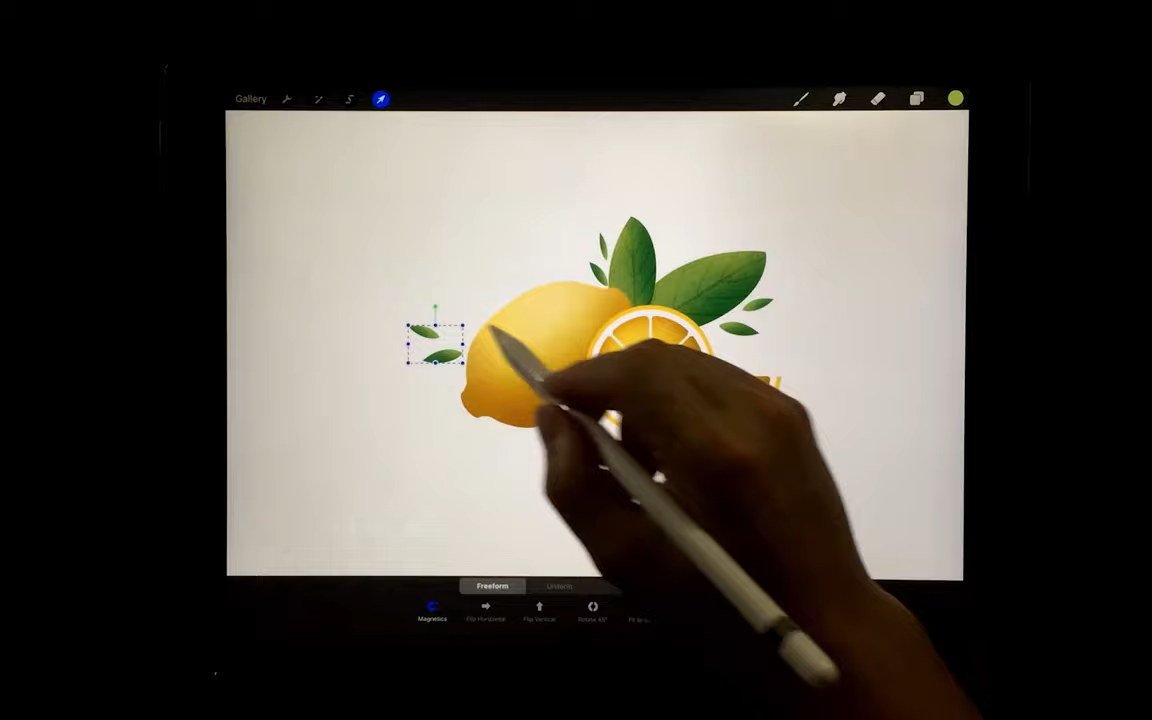 Gallery
Freeform Uniform
Magnetics Flip Horizontal Flip Vertical Rotate 45°